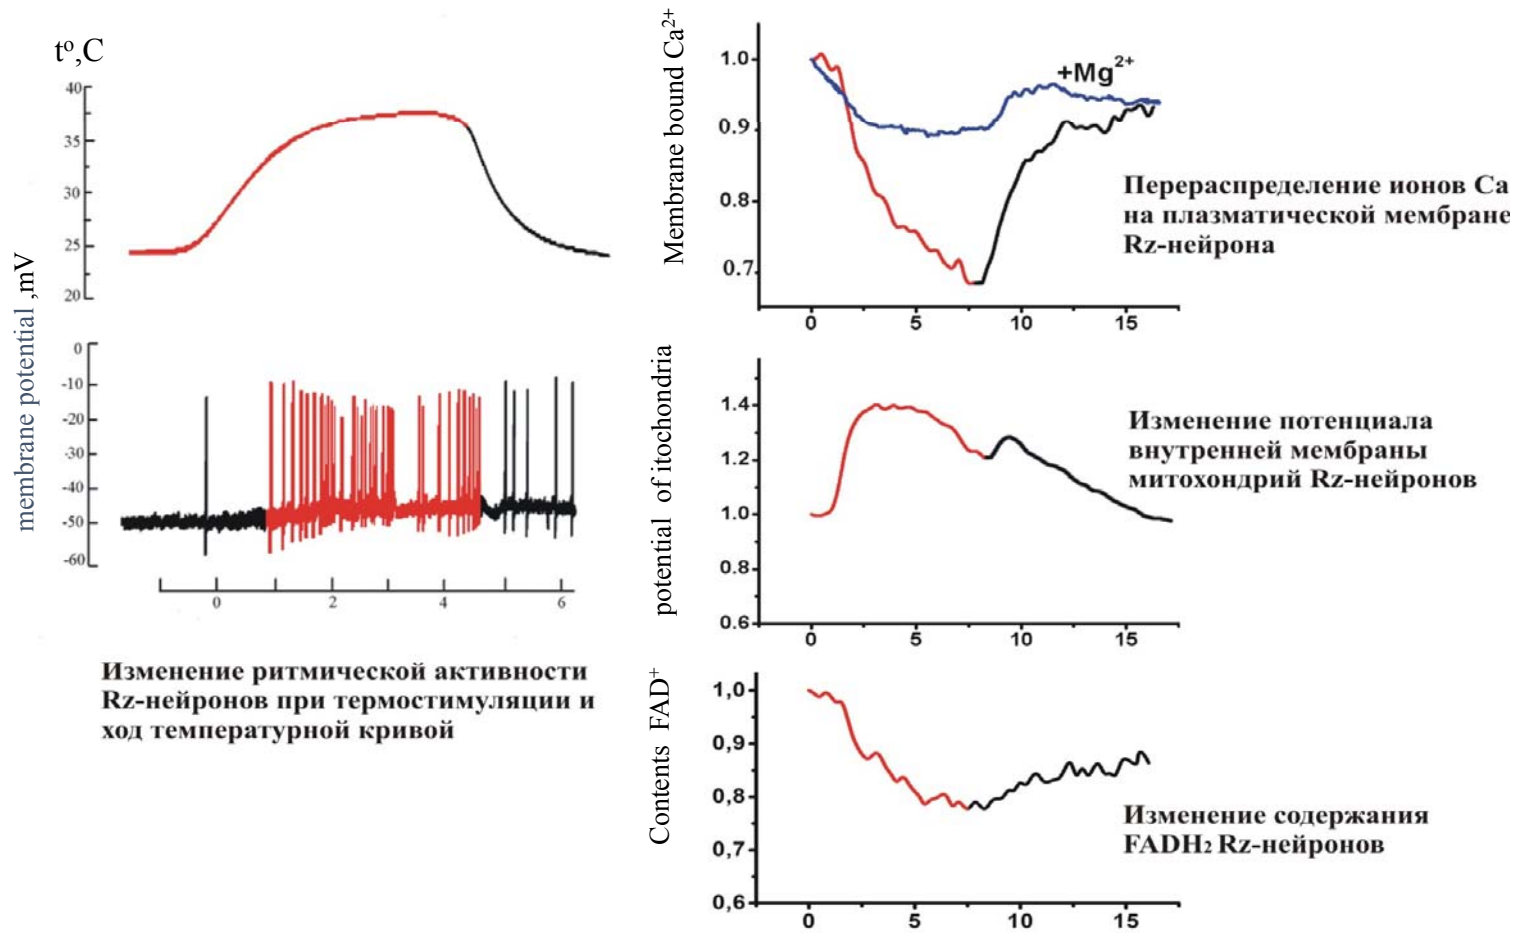 t°,C
40
35
30
25
20
membrane potential ,mV
0
-10
-20
-30
-40
-50
-60
0 2 4 6
Изменение ритмической активности
Rz-нейронов при термостимуляции и
ход температурной кривой
Membrane bound Ca²⁺
1.0
0.9
0.8
0.7
+Mg²⁺
0 5 10 15
Перераспределение ионов Ca
на плазматической мембране
Rz-нейрона
potential of itochondria
1.4
1.2
1.0
0.8
0.6
0 5 10 15
Изменение потенциала
внутренней мембраны
митохондрий Rz-нейронов
Contents FAD⁺
1,0
0,9
0,8
0,7
0,6
0 5 10 15
Изменение содержания
FADH₂ Rz-нейронов